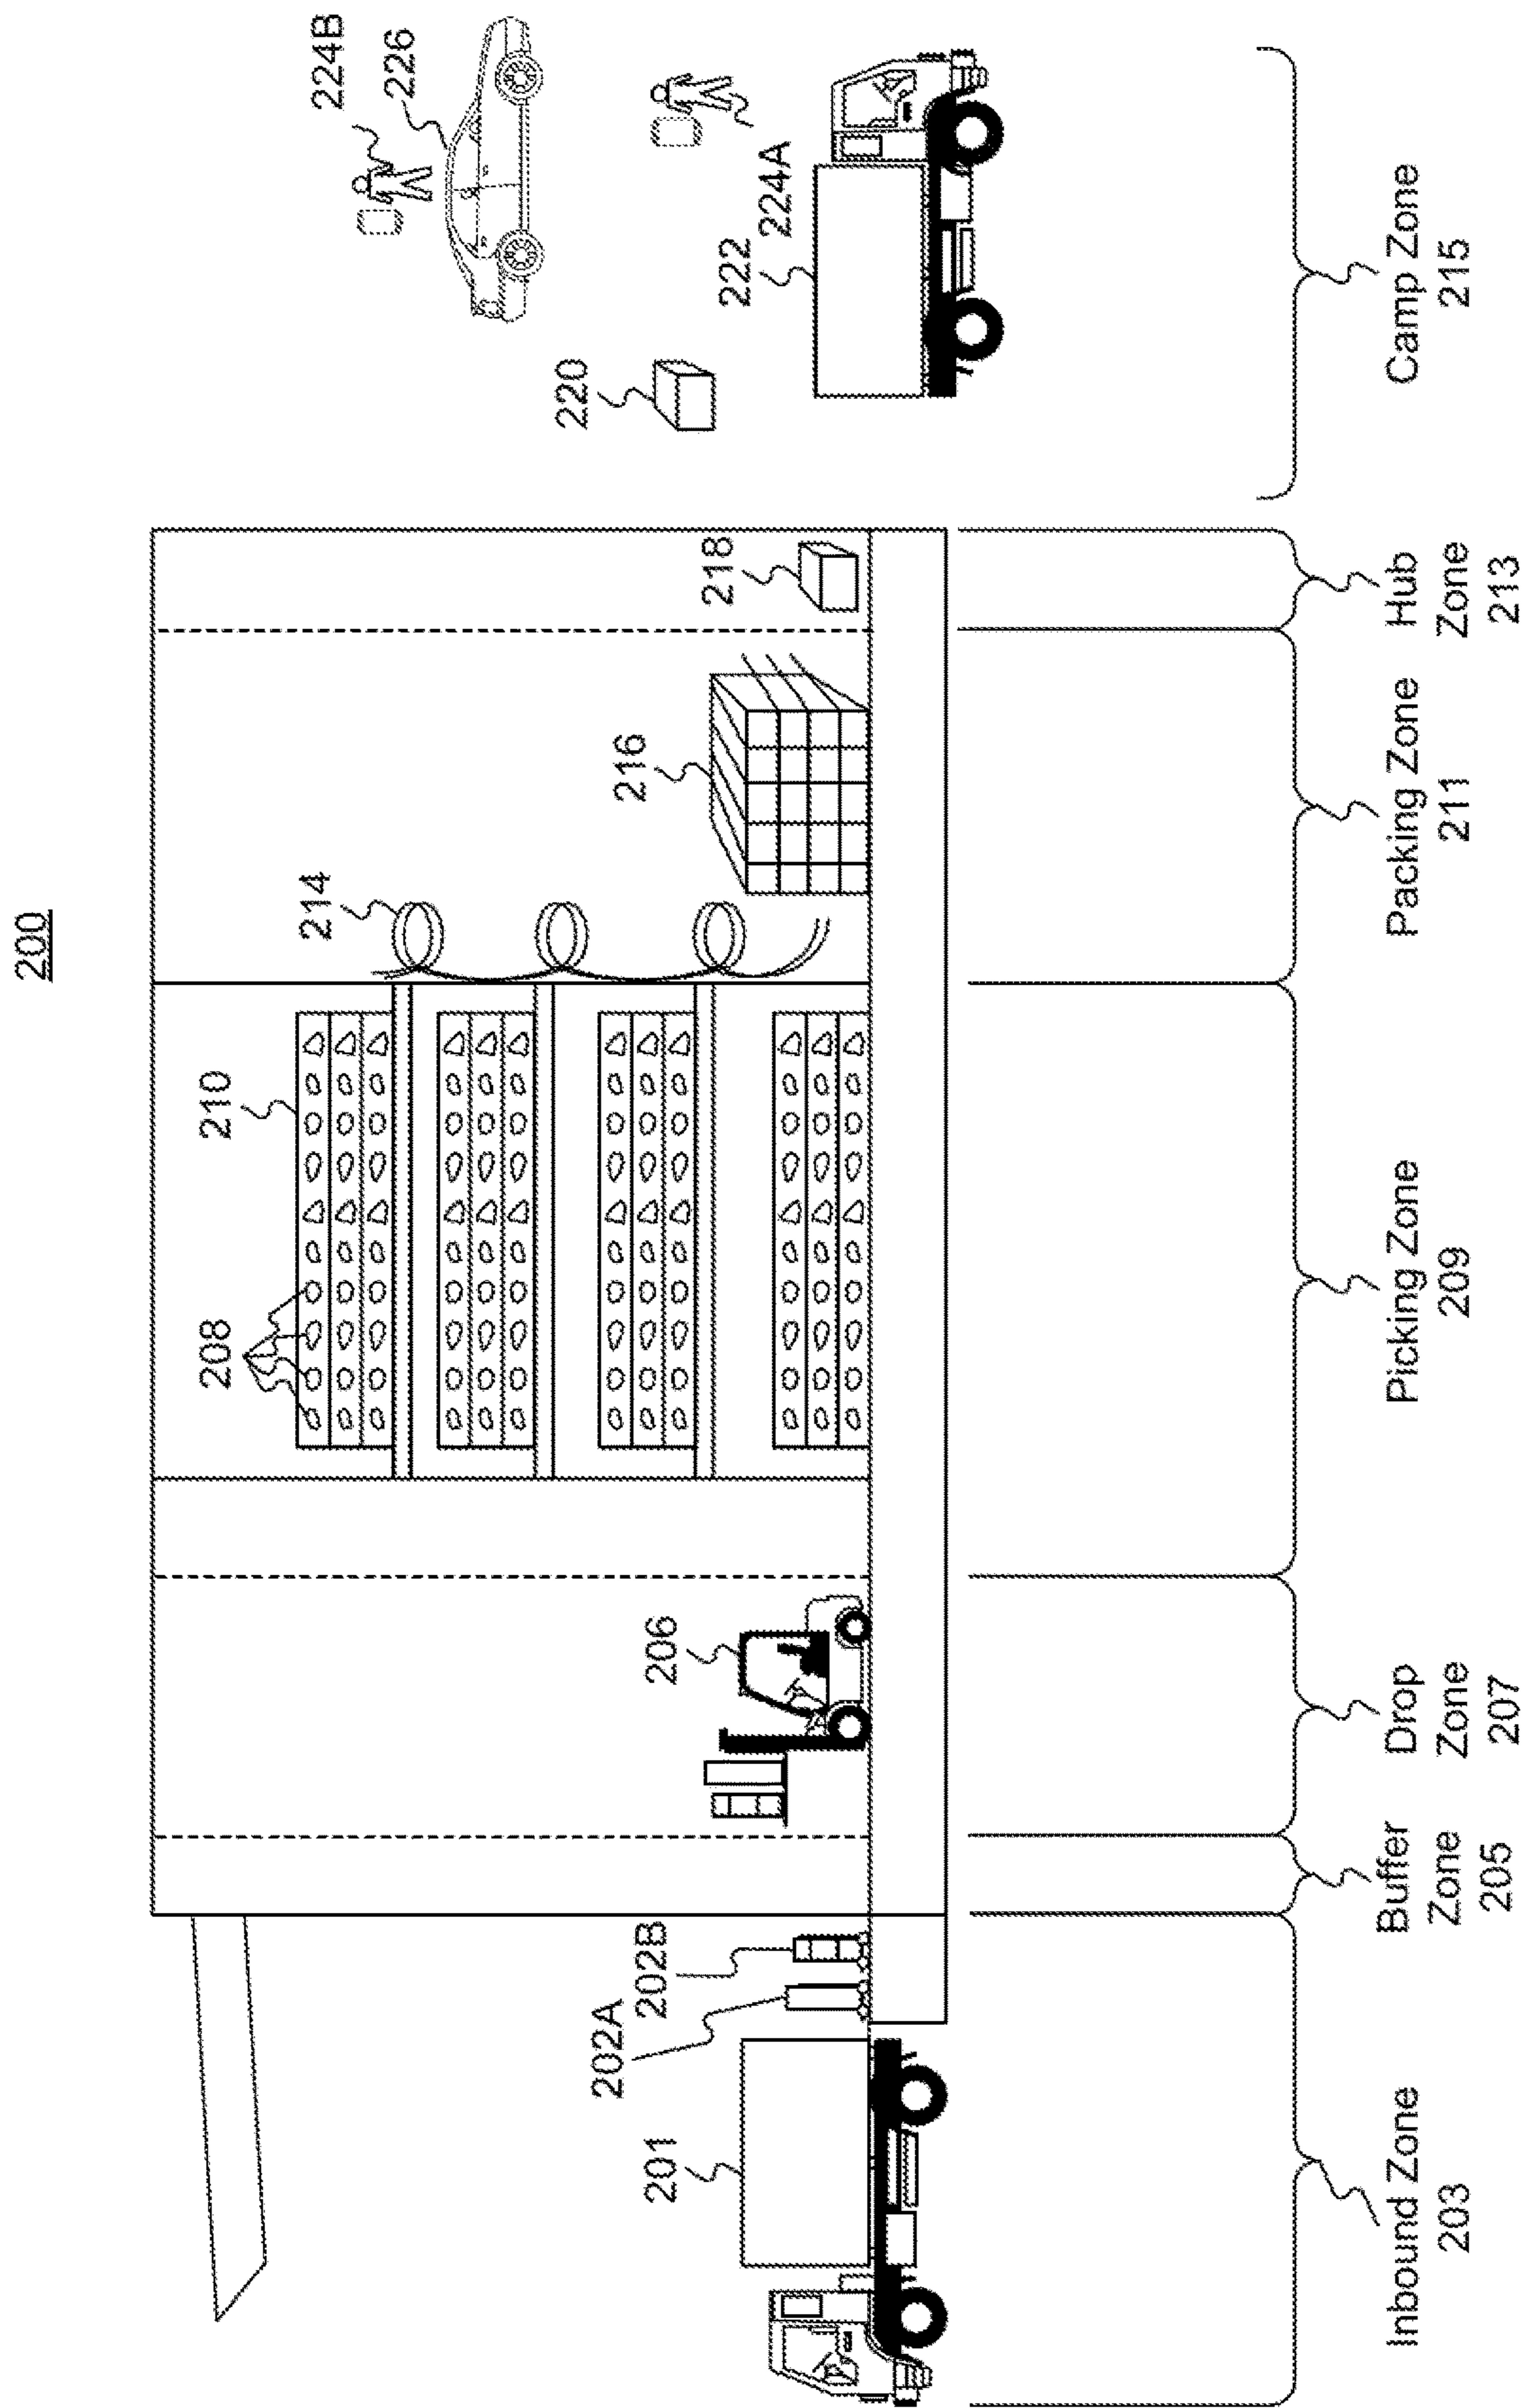 200
224B
226
220
222
224A
218
216
214
210
208
206
202B
202A
201
Inbound Zone
203
Buffer
Zone
205
Drop
Zone
207
Picking Zone
209
Packing Zone
211
Hub
Zone
213
Camp Zone
215